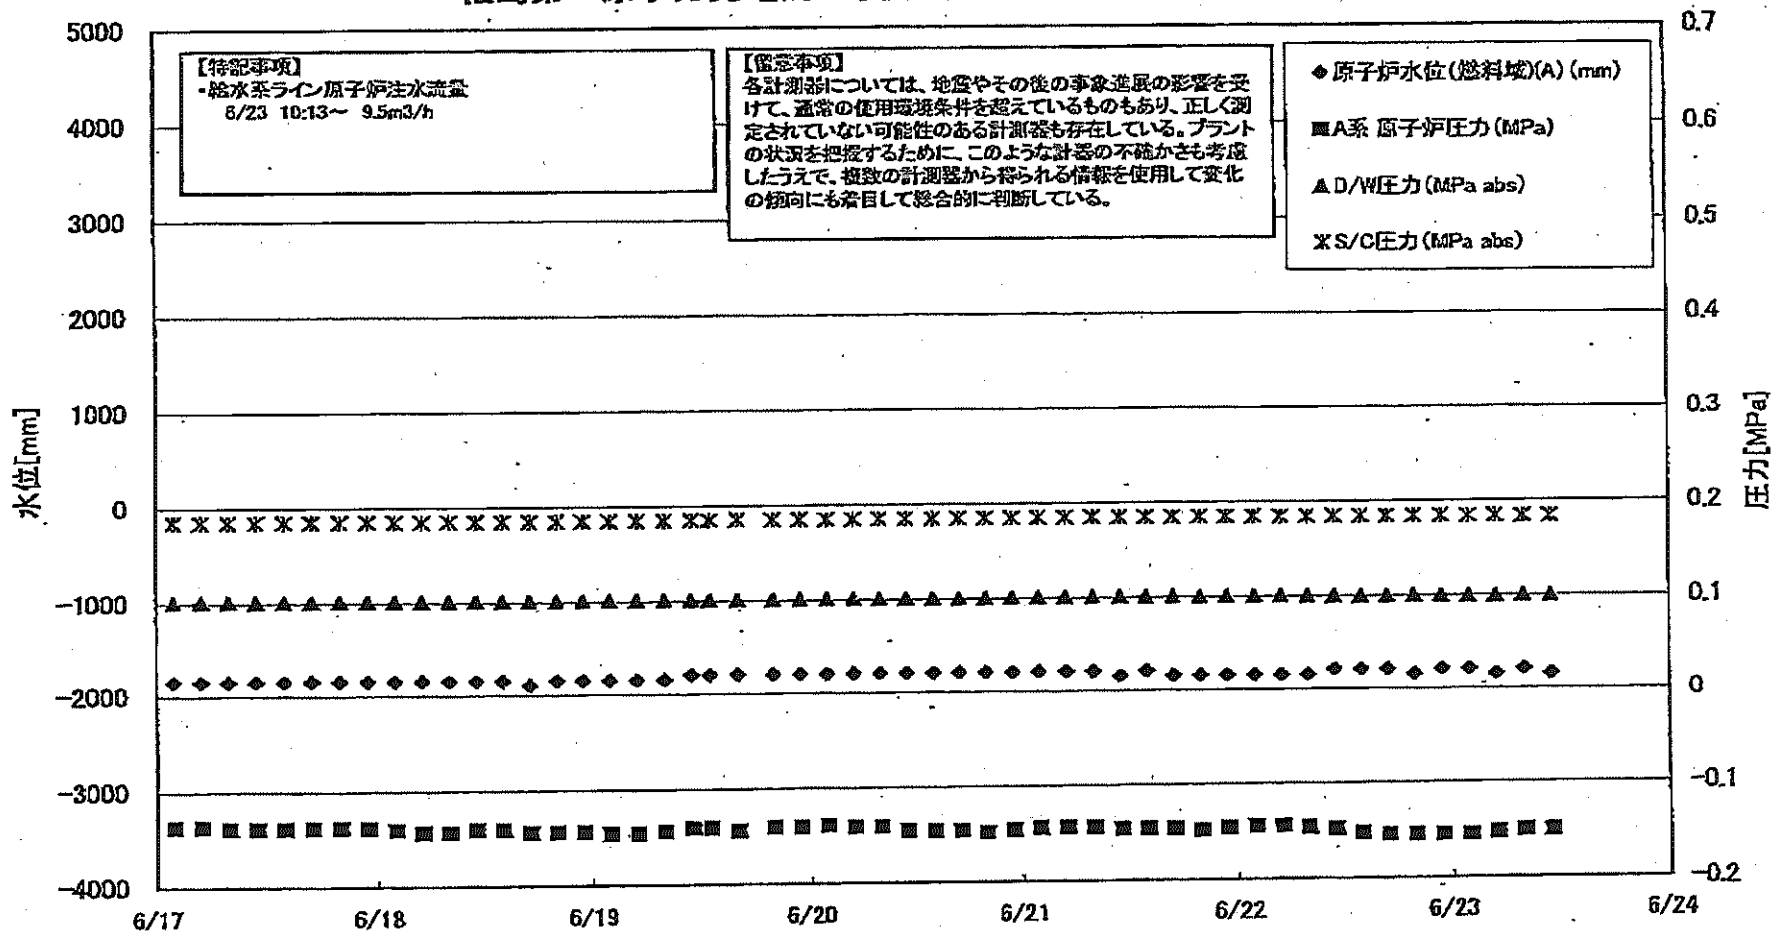 5000
4000
3000
2000
1000
0
-1000
-2000
-3000
-4000
水位[mm]
【特記事項】
・給水系ライン原子炉注水流量
6/23 10:13~ 9.5m3/h
【留意事項】
各計測器については、地震やその後の事象進展の影響を受
けて、通常の使用環境条件を超えているものもあり、正しく測
定されていない可能性のある計測器も存在している。プラント
の状況を把握するために、このような計器の不確かさも考慮
したうえで、複数の計測器から得られる情報を使用して変化
の傾向にも着目して総合的に判断している。
◆原子炉水位(燃料域)(A)(mm)
■A系 原子炉圧力(MPa)
▲D/W圧力(MPa abs)
S/C圧力(MPa abs)
0.7
0.6
0.5
0.4
0.3
0.2
0.1
0
-0.1
-0.2
圧力[MPa]
6/17
6/18
6/19
6/20
6/21
6/22
6/23
6/24